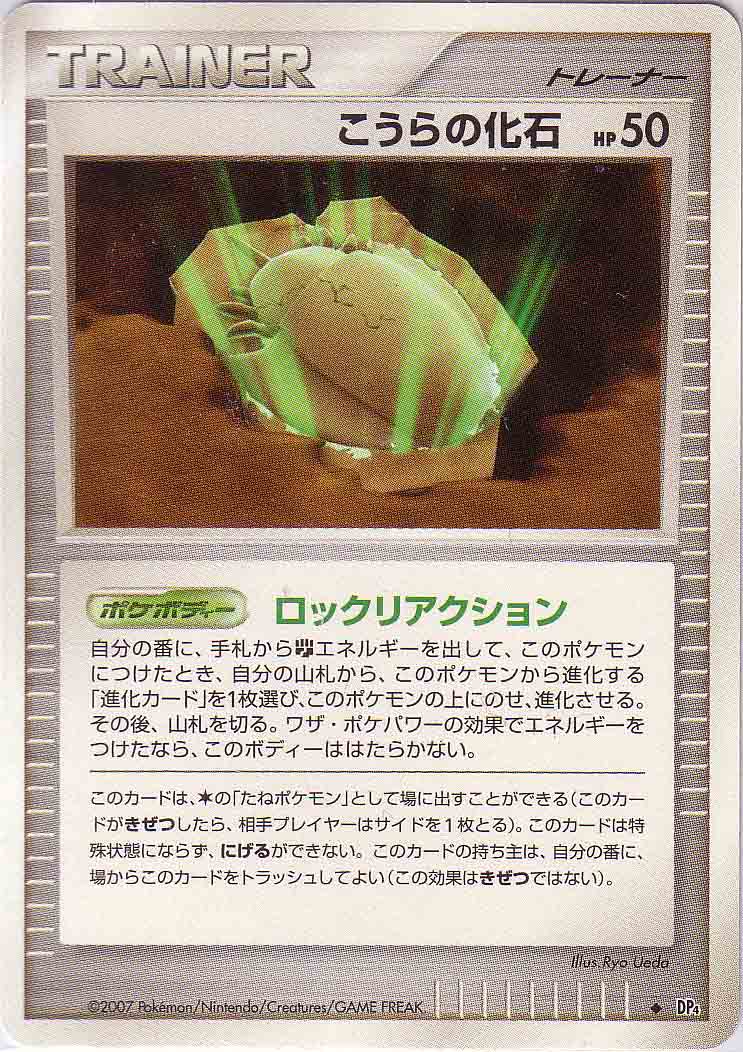 TRAINER
トレーナー
こうらの化石 HP 50
ポケボディー ロックリアクション
自分の番に、手札からエネルギーを出して、このポケモン
につけたとき、自分の山札から、このポケモンから進化する
「進化カード」を1枚選び、このポケモンの上にのせ、進化させる。
その後、山札を切る。ワザ・ポケパワーの効果でエネルギーを
つけたなら、このボディーははたらかない。
このカードは、の「たねポケモン」として場に出すことができる(このカー
ドがきぜつしたら、相手プレイヤーはサイドを1枚とる)。このカードは特
殊状態にならず、にげるができない。このカードの持ち主は、自分の番に、
場からこのカードをトラッシュしてよい(この効果はきぜつではない)。
Illus. Ryo Ueda
©2007 Pokémon/Nintendo/Creatures/GAME FREAK. ◆ DP4